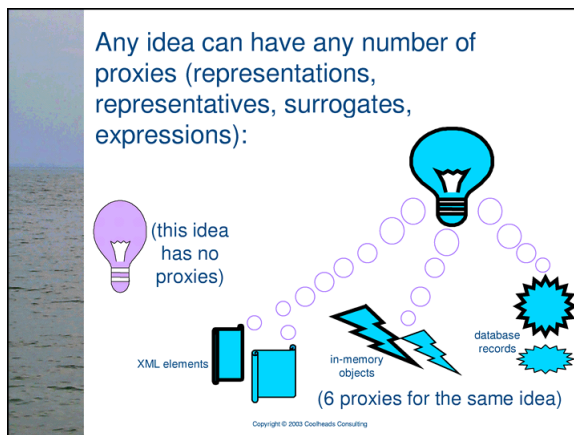 Any idea can have any number of
proxies (representations,
representatives, surrogates,
expressions):
(this idea
has no
proxies)
XML elements
in-memory
objects
database
records
(6 proxies for the same idea)
Copyright © 2003 Coolheads Consulting